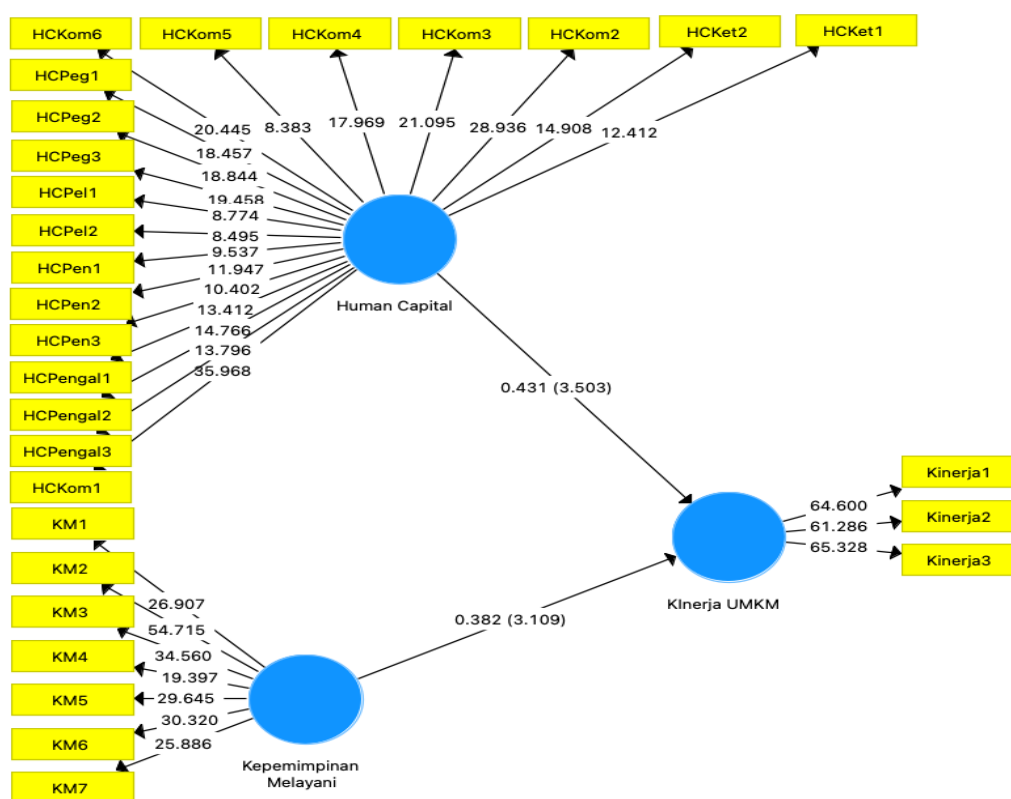 HCKom6
HCKom5
HCKom4
HCKom3
HCKom2
HCKet2
HCKet1
HCPeg1
HCPeg2
HCPeg3
HCPel1
HCPel2
HCPen1
HCPen2
HCPen3
HCPengal1
HCPengal2
HCPengal3
HCKom1
20.445
8.383
17.969
21.095
28.936
14.908
12.412
18.457
18.844
19.458
8.774
8.495
9.537
11.947
10.402
13.412
14.766
13.796
35.968
Human Capital
0.431 (3.503)
KM1
KM2
KM3
KM4
KM5
KM6
KM7
26.907
54.715
34.560
19.397
29.645
30.320
25.886
Kepemimpinan
Melayani
0.382 (3.109)
KInerja UMKM
64.600
61.286
65.328
Kinerja1
Kinerja2
Kinerja3